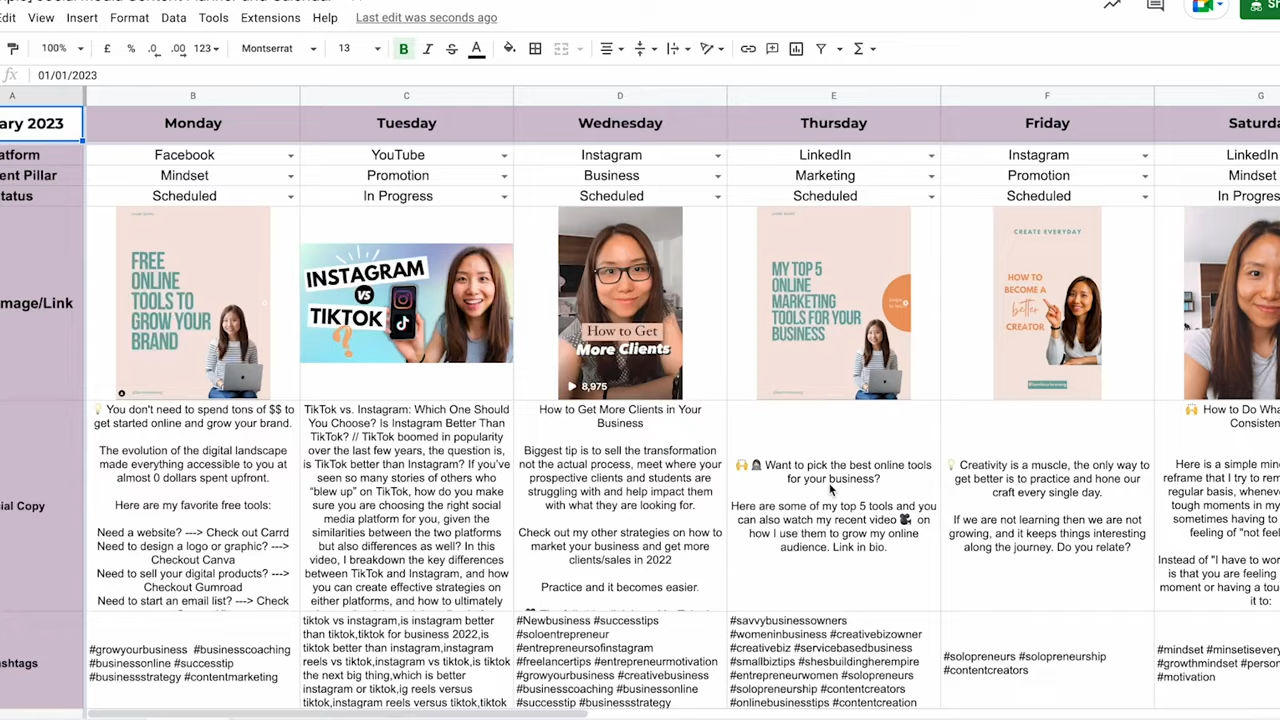 Edit View Insert Format Data Tools Extensions Help Last edit was seconds ago
100% £ % .0 .00 123 Montserrat 13 B I S A
fx 01/01/2023
A B C D E F G
ary 2023 Monday Tuesday Wednesday Thursday Friday Saturda
atform Facebook YouTube Instagram LinkedIn Instagram LinkedIn
ent Pillar Mindset Promotion Business Marketing Promotion Mindset
tatus Scheduled In Progress Scheduled Scheduled Scheduled In Progress
mage/Link
FREE
ONLINE
TOOLS TO
GROW YOUR
BRAND
INSTAGRAM
VS
TIKTOK
?
How to Get
More Clients
8,975
MY TOP 5
ONLINE
MARKETING
TOOLS FOR YOUR
BUSINESS
CREATE EVERYDAY
HOW TO
BECOME A
better
CREATOR
cial Copy
💡 You don't need to spend tons of $$ to
get started online and grow your brand.
The evolution of the digital landscape
made everything accessible to you at
almost 0 dollars spent upfront.
Here are my favorite free tools:
Need a website? ---> Check out Carrd
Need to design a logo or graphic? --->
Checkout Canva
Need to sell your digital products? --->
Checkout Gumroad
Need to start an email list? ---> Check
TikTok vs. Instagram: Which One Should
You Choose? Is Instagram Better Than
TikTok? // TikTok boomed in popularity
over the last few years, the question is,
is TikTok better than Instagram? If you've
seen so many stories of others who
“blew up” on TikTok, how do you make
sure you are choosing the right social
media platform for you, given the
similarities between the two platforms
but also differences as well? In this
video, I breakdown the key differences
between TikTok and Instagram, and how
you can create effective strategies on
either platforms, and how to ultimately
How to Get More Clients in Your
Business
Biggest tip is to sell the transformation
not the actual process, meet where your
prospective clients and students are
struggling with and help impact them
with what they are looking for.
Check out my other strategies on how to
market your business and get more
clients/sales in 2022
Practice and it becomes easier.
🙌 👩🏻‍💻 Want to pick the best online tools
for your business?
Here are some of my top 5 tools and you
can also watch my recent video 🎥 on
how I use them to grow my online
audience. Link in bio.
💡 Creativity is a muscle, the only way to
get better is to practice and hone our
craft every single day.
If we are not learning then we are not
growing, and it keeps things interesting
along the journey. Do you relate?
🙌 How to Do Wha
Consisten
Here is a simple min
reframe that I try to rem
regular basis, wheneve
tough moments in my
sometimes having to
feeling of "not feel
Instead of "I have to wor
is that you are feeling
moment or having a toug
it to:
ashtags
#growyourbusiness #businesscoaching
#businessonline #successtip
#businessstrategy #contentmarketing
tiktok vs instagram,is instagram better
than tiktok,tiktok for business 2022,is
tiktok better than instagram,instagram
reels vs tiktok,instagram vs tiktok,is tiktok
the next big thing,which is better
instagram or tiktok,ig reels versus
tiktok,instagram reels versus tiktok,tiktok
#Newbusiness #successtips
#soloentrepreneur
#entrepreneursofinstagram
#freelancertips #entrepreneurmotivation
#growyourbusiness #creativebusiness
#businesscoaching #businessonline
#successtip #businessstrategy
#savvybusinessowners
#womeninbusiness #creativebizowner
#creativebiz #servicebasedbusiness
#smallbiztips #shesbuildingherempire
#entrepreneurwomen #solopreneurs
#solopreneurship #contentcreators
#onlinebusinesstips #contentcreation
#solopreneurs #solopreneurship
#contentcreators
#mindset #minsetisevery
#growthmindset #person
#motivation